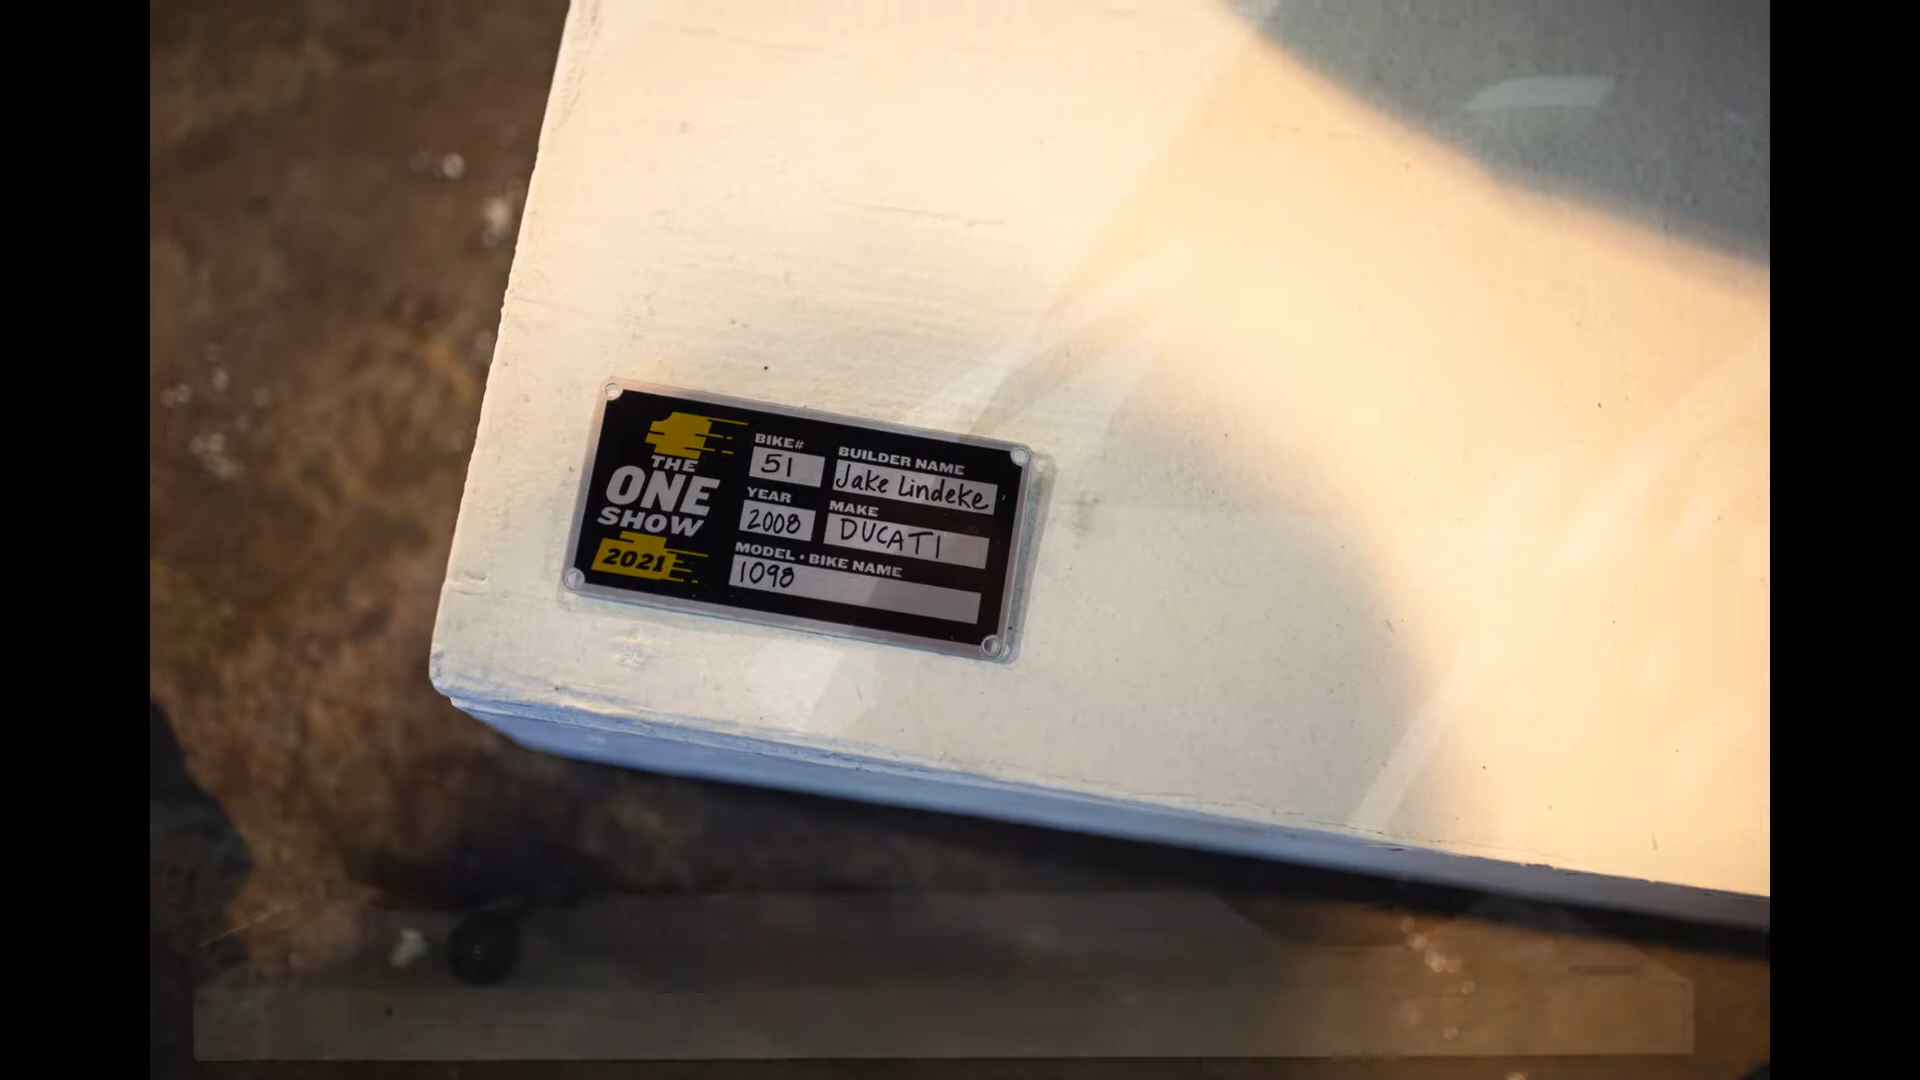 THE
ONE
SHOW
2021
BIKE#
51
BUILDER NAME
Jake Lindeke
YEAR
2008
MAKE
DUCATI
MODEL • BIKE NAME
1098